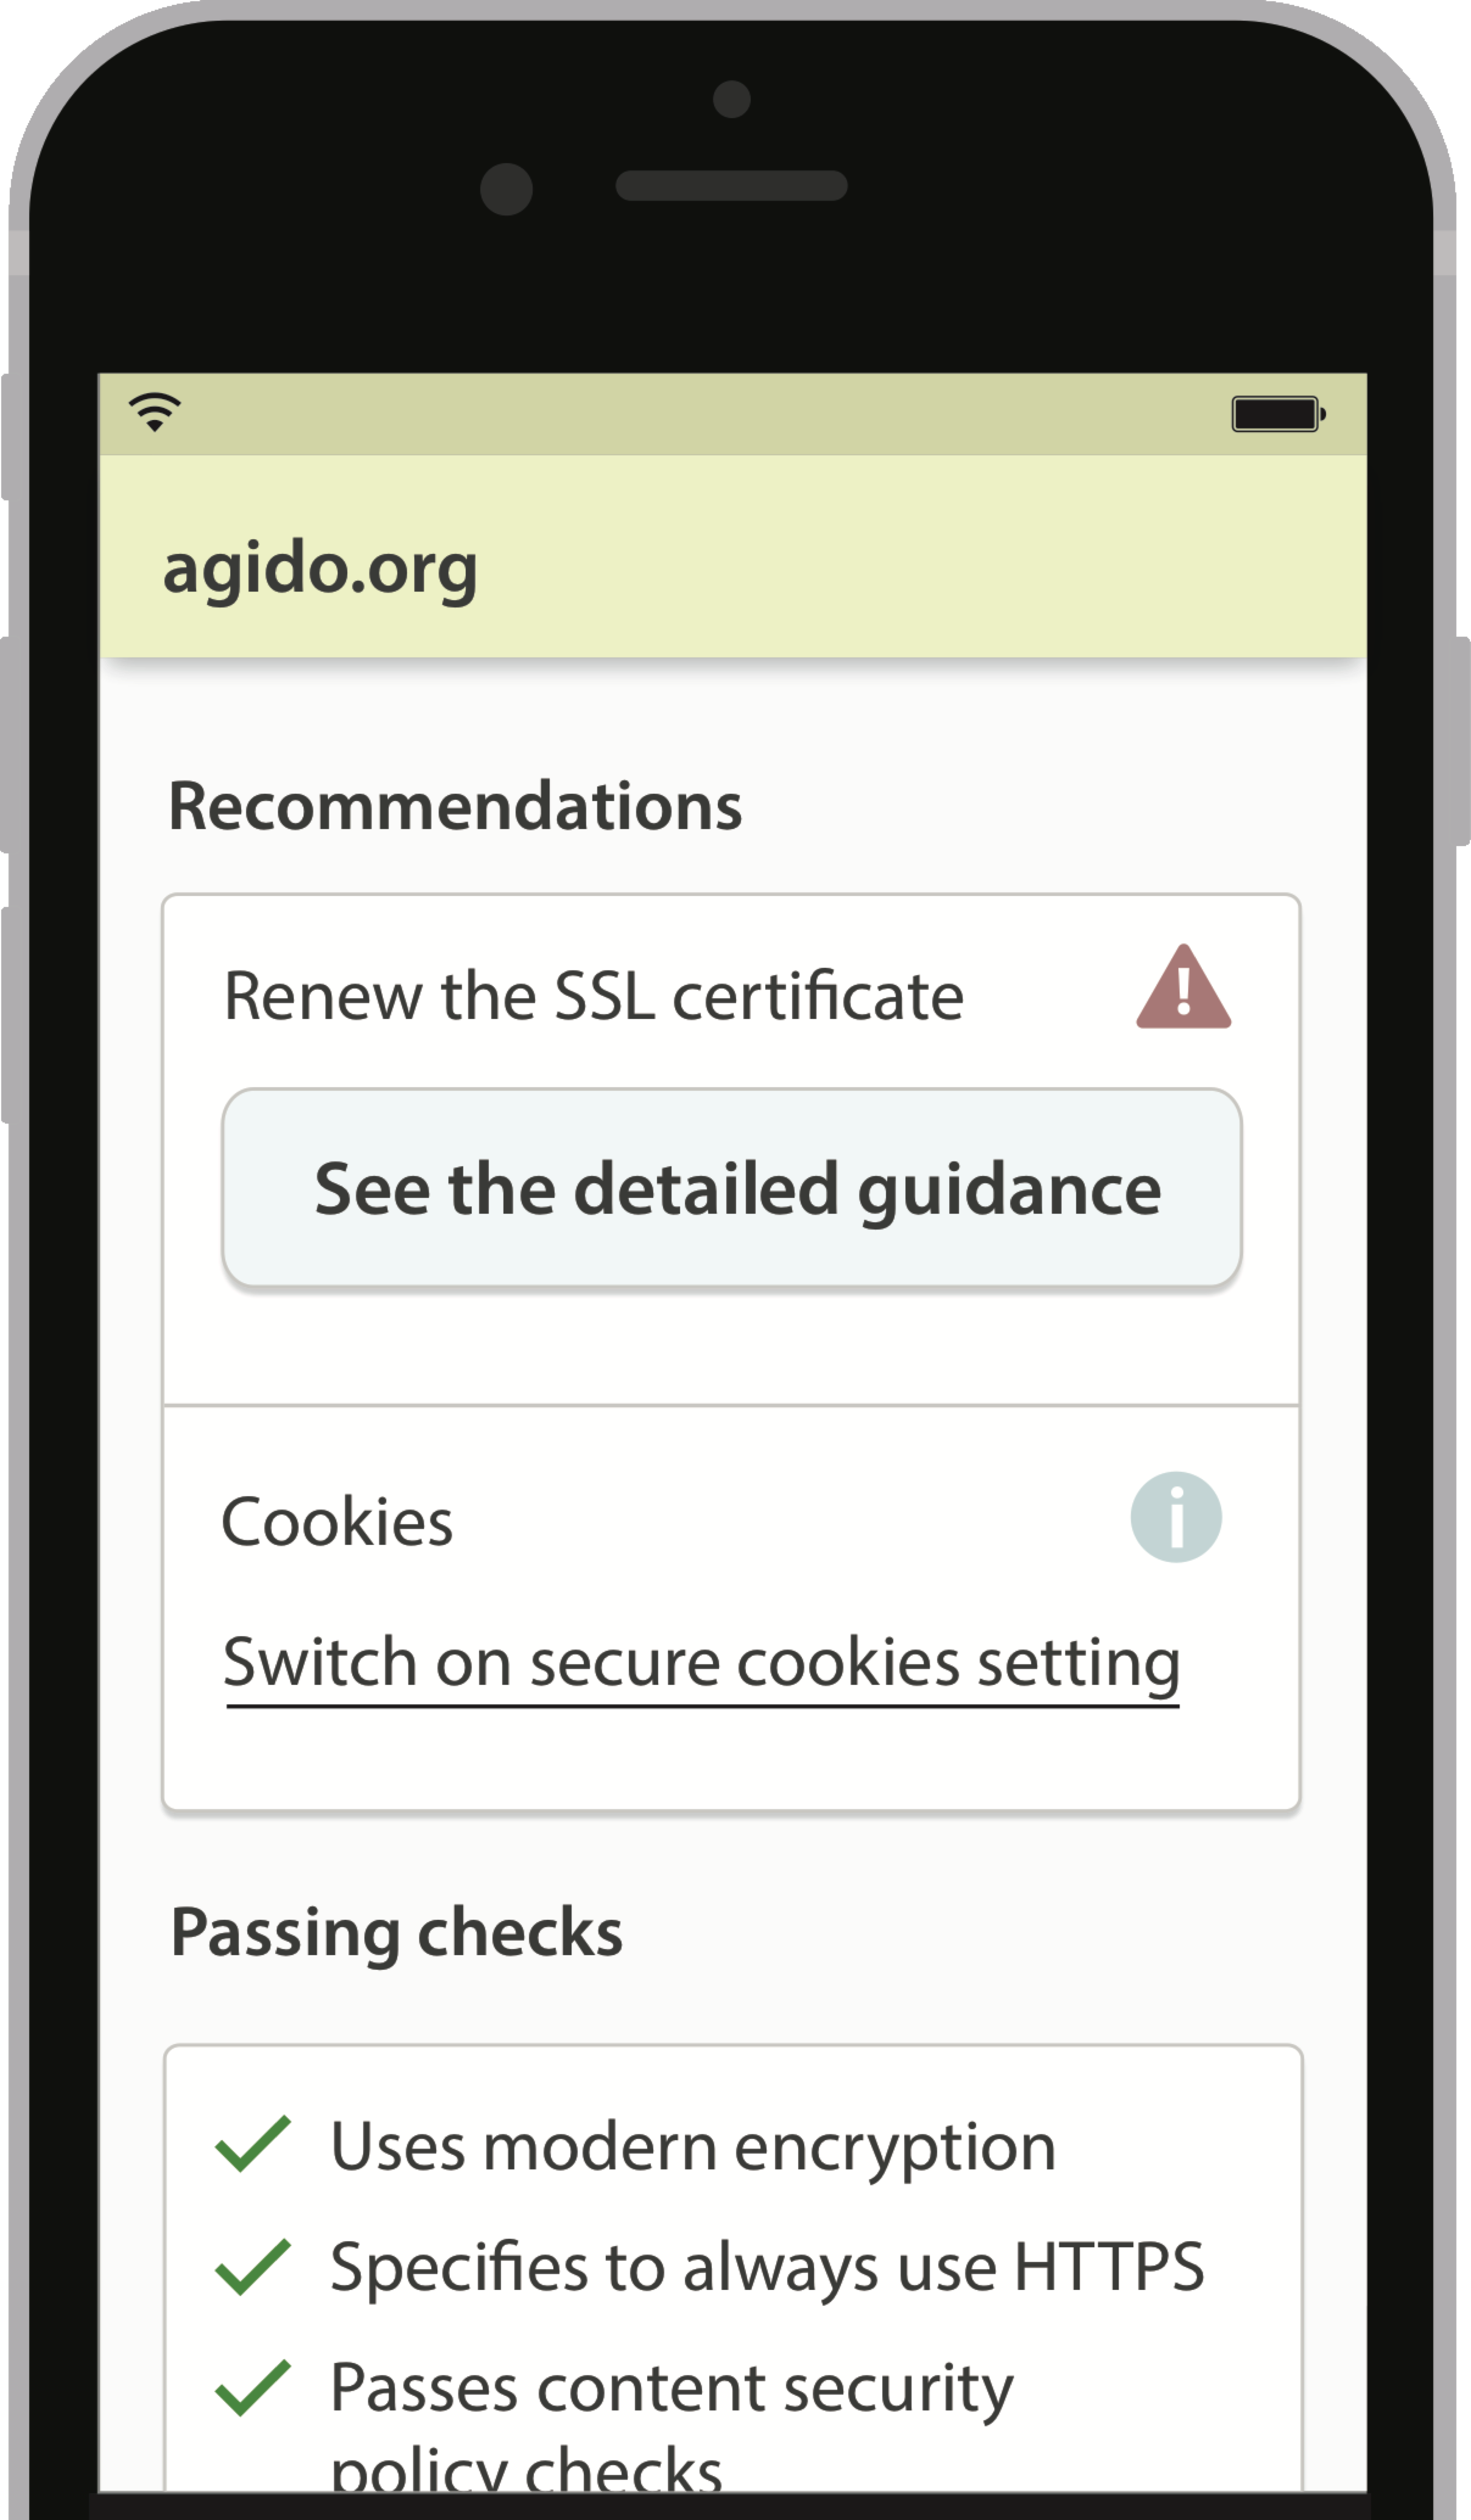 agido.org
Recommendations
Renew the SSL certificate
See the detailed guidance
Cookies
Switch on secure cookies setting
Passing checks
Uses modern encryption
Specifies to always use HTTPS
Passes content security
policy checks